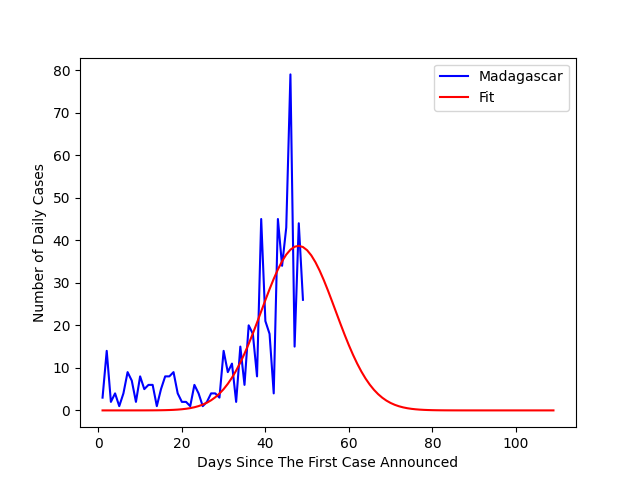 Madagascar
Fit
Number of Daily Cases
80
70
60
50
40
30
20
10
0
0 20 40 60 80 100
Days Since The First Case Announced